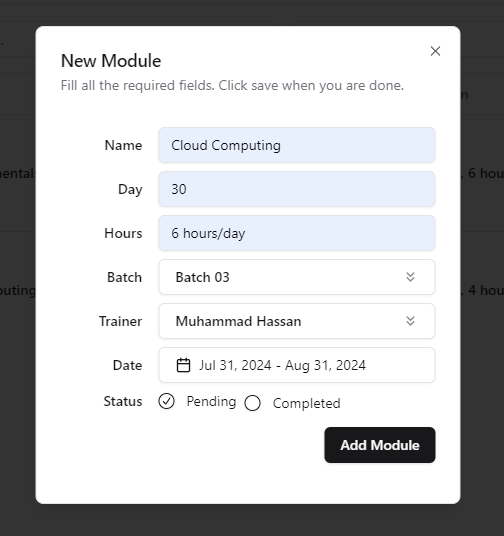 New Module
Fill all the required fields. Click save when you are done.
Name Cloud Computing
Day 30
Hours 6 hours/day
, 6 hou
Batch Batch 03
, 4 hou
Trainer Muhammad Hassan
Date Jul 31, 2024 - Aug 31, 2024
Status Pending Completed
Add Module